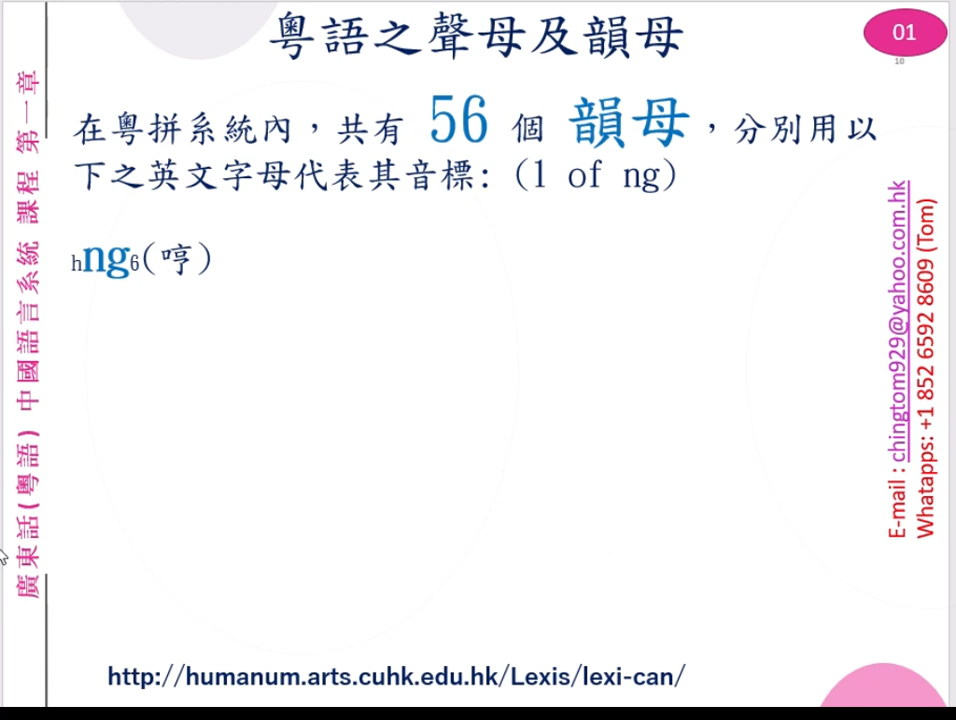 粵語之聲母及韻母
01
10
在粵拼系統內，共有 56 個 韻母，分別用以
下之英文字母代表其音標: (1 of ng)
hng6(哼)
廣東話(粵語) 中國語言系統 課程 第一章
E-mail : chingtom929@yahoo.com.hk
Whatapps: +1 852 6592 8609 (Tom)
http://humanum.arts.cuhk.edu.hk/Lexis/lexi-can/